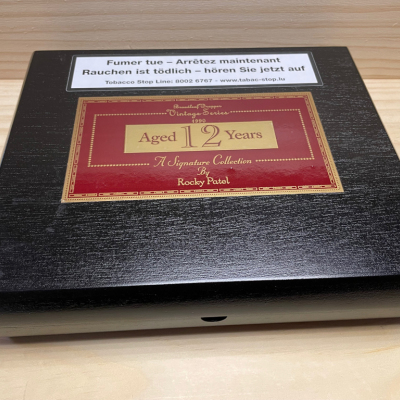 Fumer tue – Arrêtez maintenant
Rauchen ist tödlich – hören Sie jetzt auf
Tobacco Stop Line: 8002 6767 - www.tabac-stop.lu
Vintage Series
Aged 12 Years
A Signature Collection
By
Rocky Patel